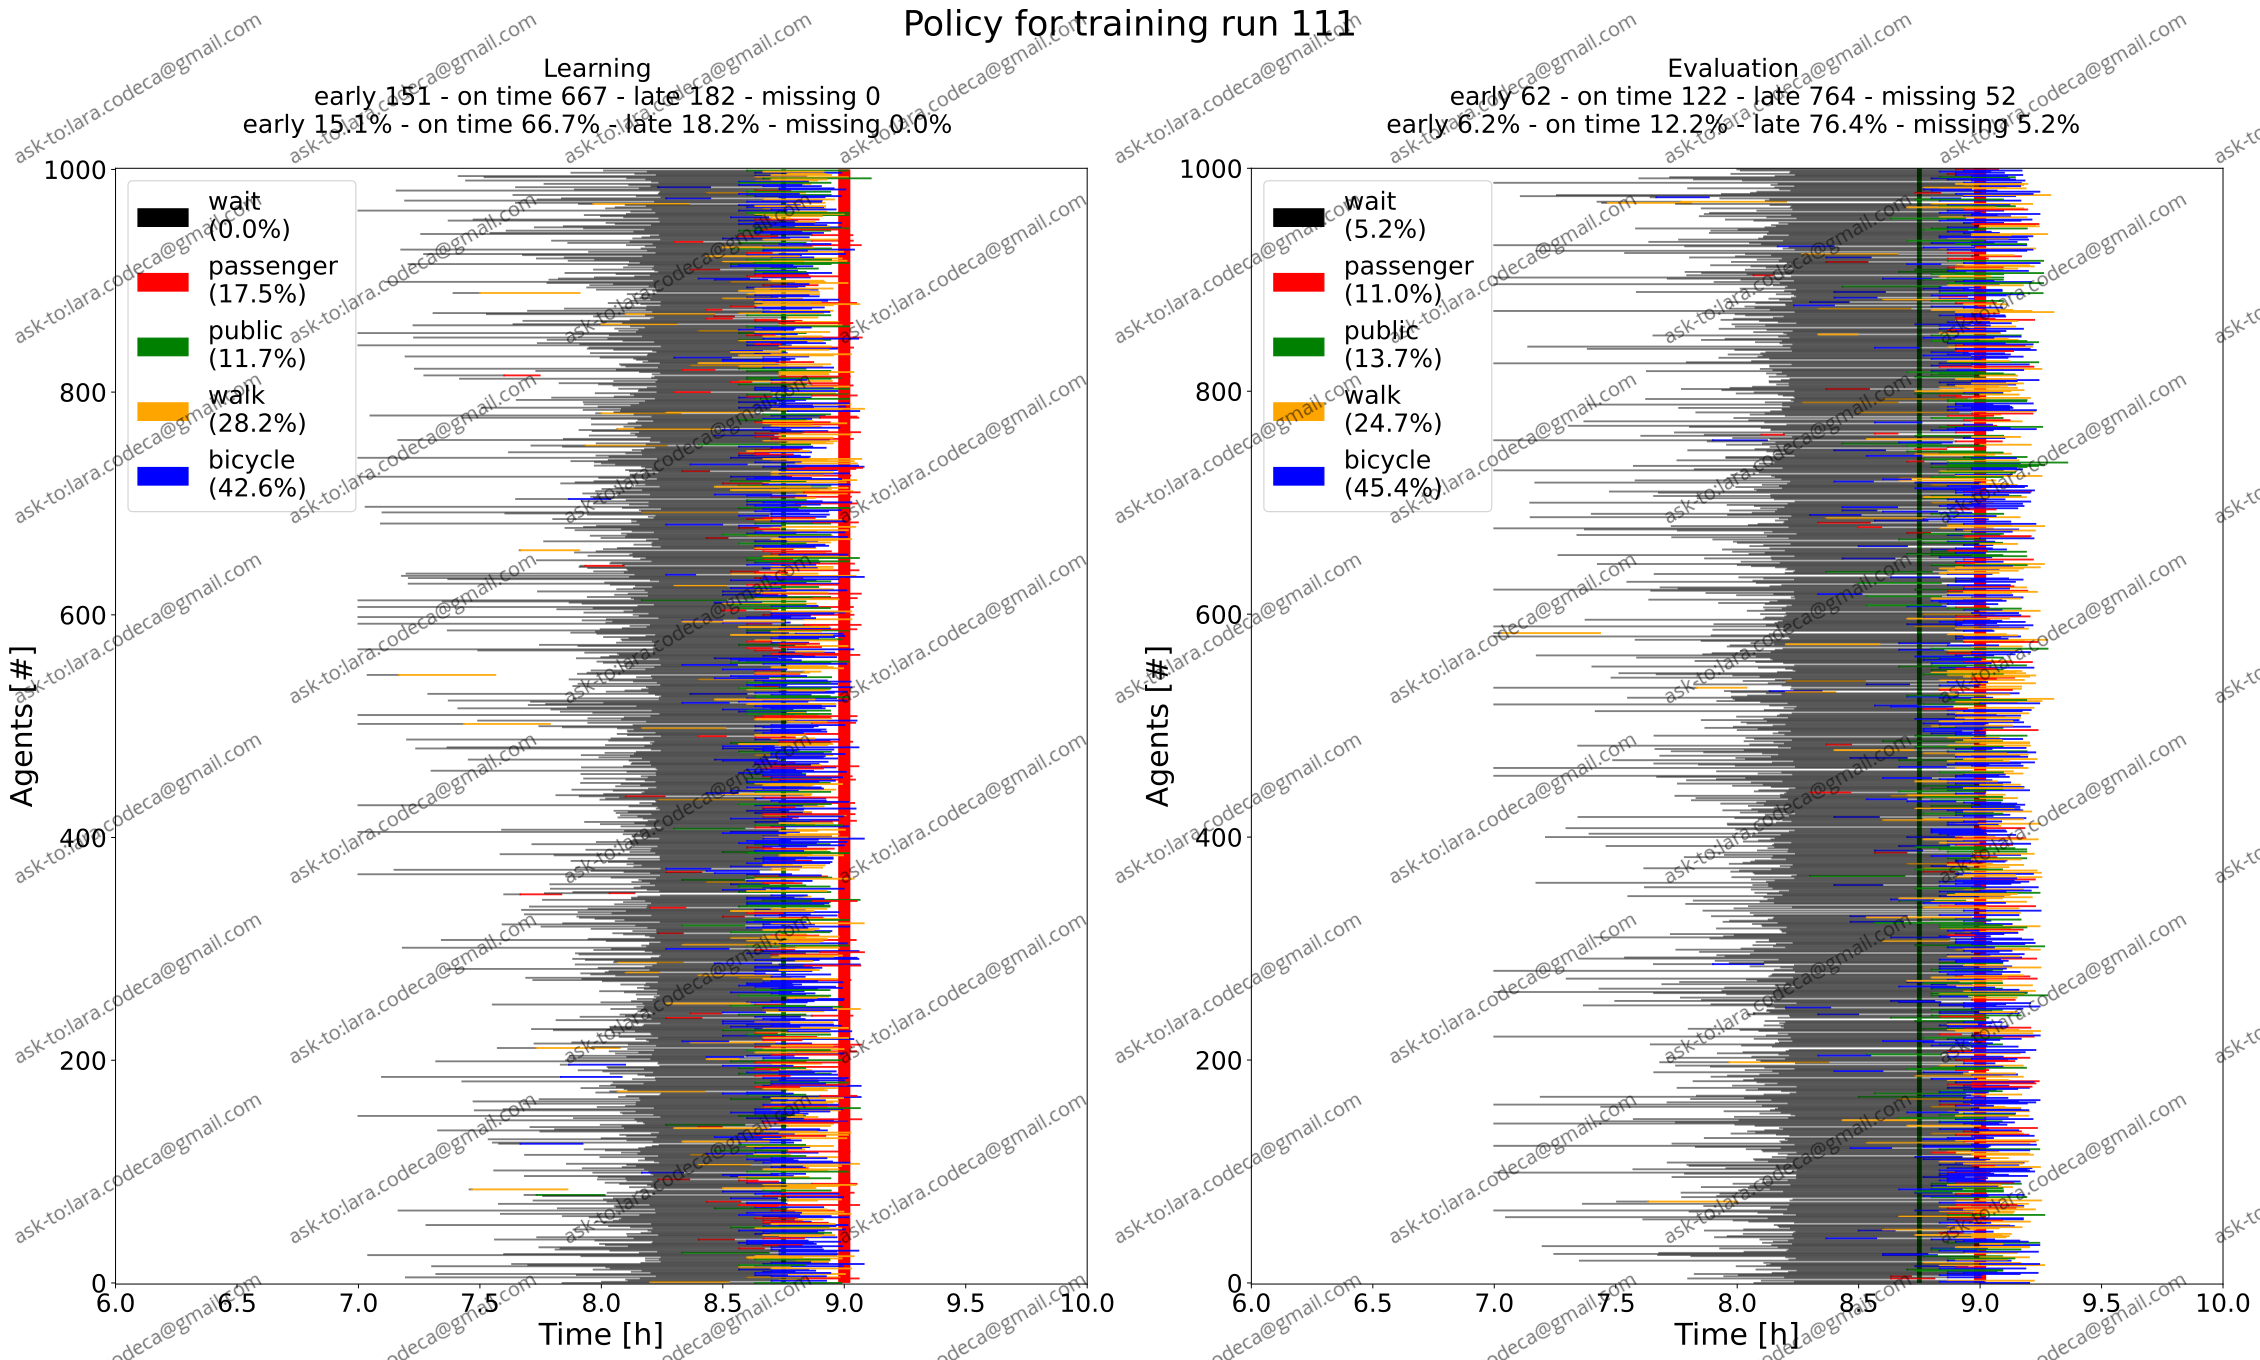 Policy for training run 111
Learning
early 151 - on time 667 - late 182 - missing 0
early 15.1% - on time 66.7% - late 18.2% - missing 0.0%
1000
800
600
400
200
0
Agents [#]
wait
(0.0%)
passenger
(17.5%)
public
(11.7%)
walk
(28.2%)
bicycle
(42.6%)
6.0 6.5 7.0 7.5 8.0 8.5 9.0 9.5 10.0
Time [h]
Evaluation
early 62 - on time 122 - late 764 - missing 52
early 6.2% - on time 12.2% - late 76.4% - missing 5.2%
1000
800
600
400
200
0
Agents [#]
wait
(5.2%)
passenger
(11.0%)
public
(13.7%)
walk
(24.7%)
bicycle
(45.4%)
6.0 6.5 7.0 7.5 8.0 8.5 9.0 9.5 10.0
Time [h]
ask-to:lara.codeca@gmail.com